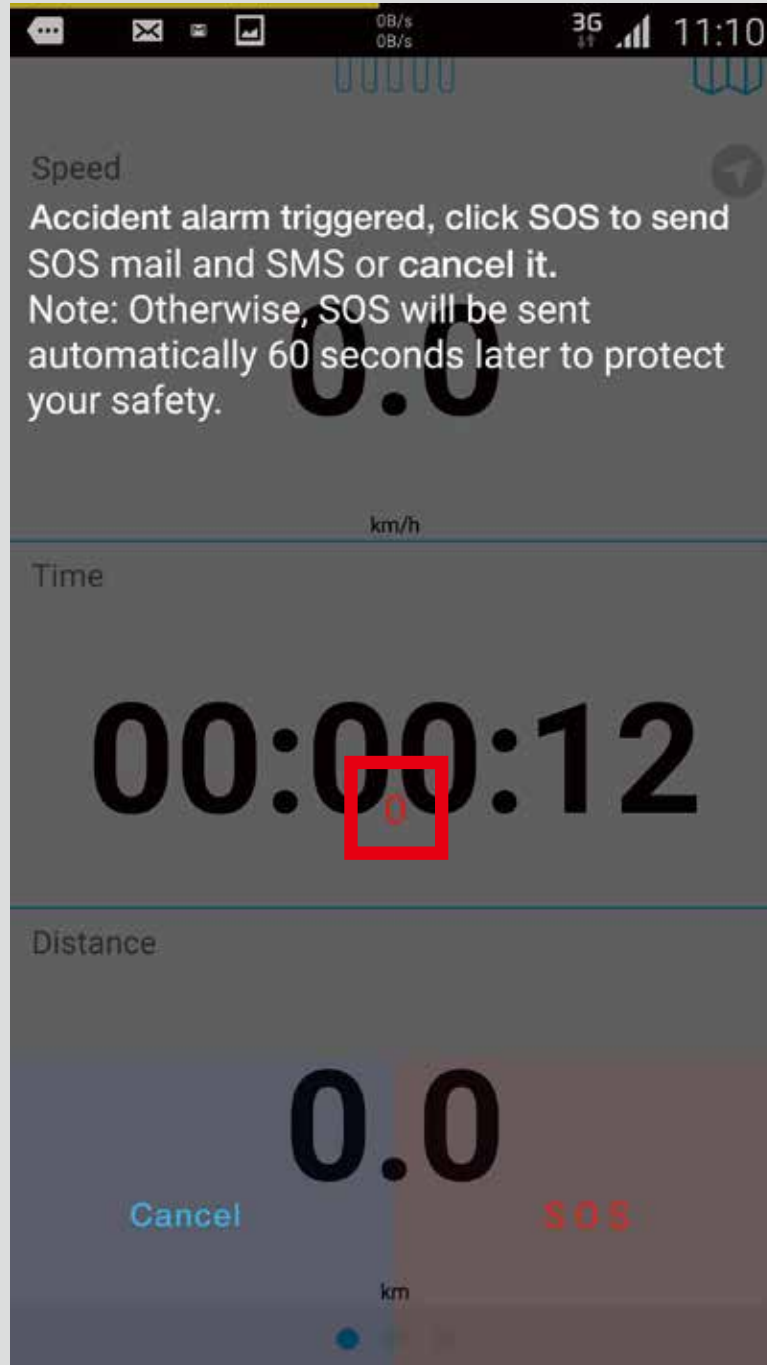 0B/s
0B/s
3G
11:10
Speed
Accident alarm triggered, click SOS to send
SOS mail and SMS or cancel it.
Note: Otherwise, SOS will be sent
automatically 60 seconds later to protect
your safety.
0.0
km/h
Time
00:00:12
0
Distance
0.0
Cancel
SOS
km